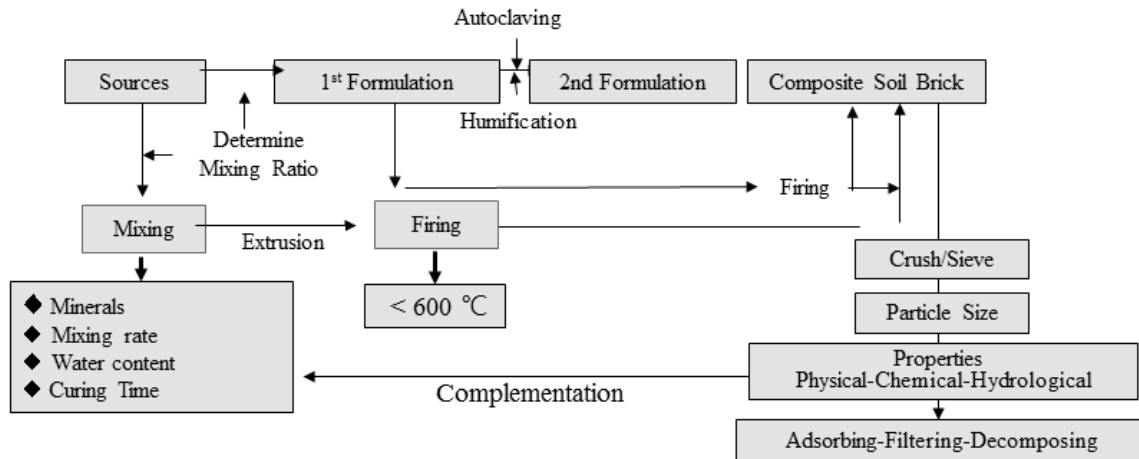 Autoclaving
Sources
1st Formulation
2nd Formulation
Composite Soil Brick
Humification
Determine
Mixing Ratio
Firing
Mixing
Extrusion
Firing
Crush/Sieve
< 600 ℃
Particle Size
◆ Minerals
◆ Mixing rate
◆ Water content
◆ Curing Time
Properties
Physical-Chemical-Hydrological
Complementation
Adsorbing-Filtering-Decomposing